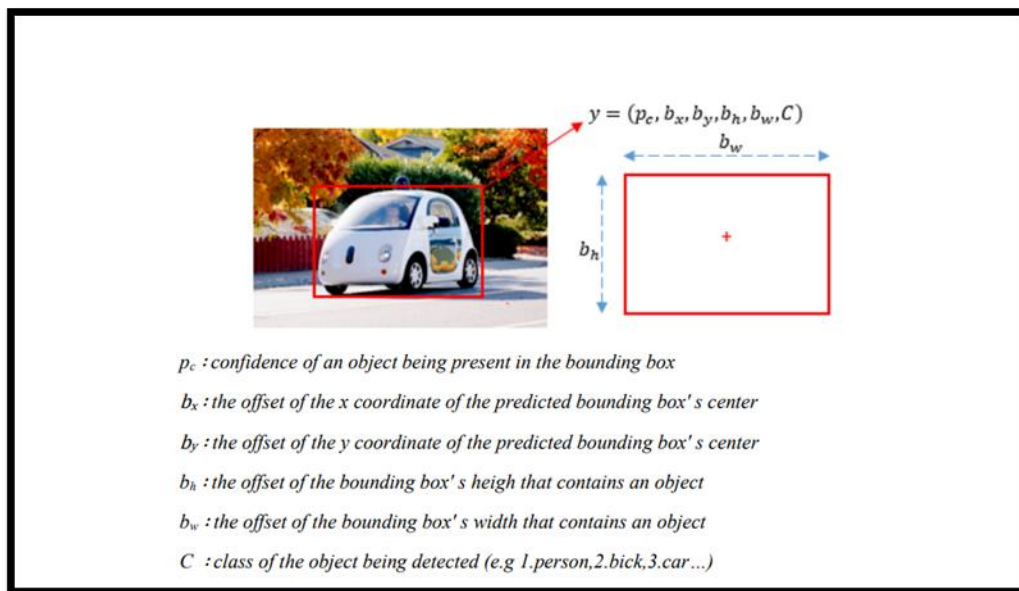 y = (p_c, b_x, b_y, b_h, b_w, C)
b_w
b_h
p_c : confidence of an object being present in the bounding box
b_x : the offset of the x coordinate of the predicted bounding box's center
b_y : the offset of the y coordinate of the predicted bounding box's center
b_h : the offset of the bounding box's heigh that contains an object
b_w : the offset of the bounding box's width that contains an object
C : class of the object being detected (e.g 1.person,2.bick,3.car…)